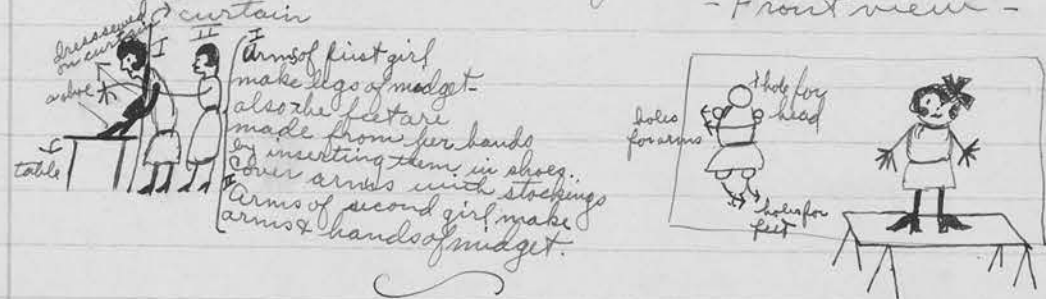 curtain
- Front view -
dress sewed
on curtain
I
II
I
Arms of first girl
make legs of midget
also the feet are
made from her hands
by inserting them in shoes.
Cover arms with stockings
II
Arms of second girl make
arms & hands of midget.
table
hole for
head
holes
for arms
holes for
feet